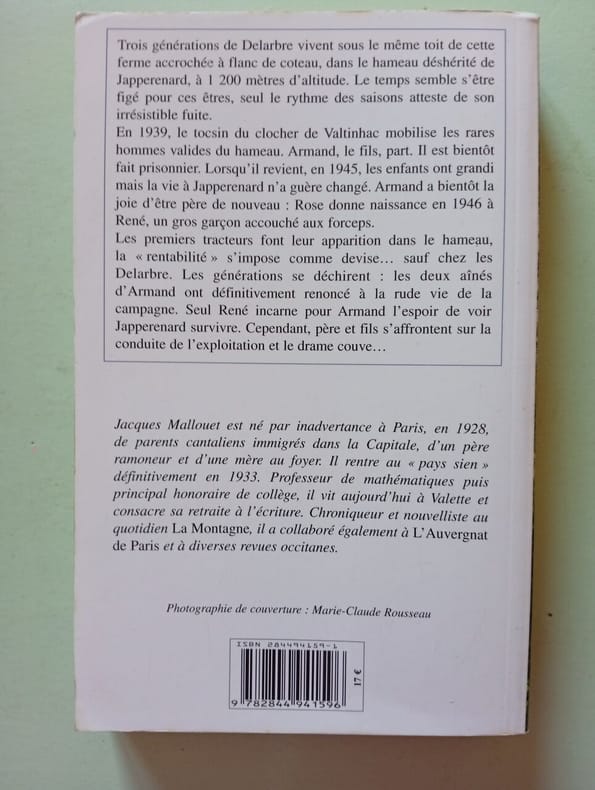 Trois générations de Delarbre vivent sous le même toit de cette
ferme accrochée à flanc de coteau, dans le hameau déshérité de
Japperenard, à 1 200 mètres d'altitude. Le temps semble s'être
figé pour ces êtres, seul le rythme des saisons atteste de son
irrésistible fuite.
En 1939, le tocsin du clocher de Valtinhac mobilise les rares
hommes valides du hameau. Armand, le fils, part. Il est bientôt
fait prisonnier. Lorsqu'il revient, en 1945, les enfants ont grandi
mais la vie à Japperenard n'a guère changé. Armand a bientôt la
joie d'être père de nouveau : Rose donne naissance en 1946 à
René, un gros garçon accouché aux forceps.
Les premiers tracteurs font leur apparition dans le hameau,
la « rentabilité » s'impose comme devise… sauf chez les
Delarbre. Les générations se déchirent : les deux aînés
d'Armand ont définitivement renoncé à la rude vie de la
campagne. Seul René incarne pour Armand l'espoir de voir
Japperenard survivre. Cependant, père et fils s'affrontent sur la
conduite de l'exploitation et le drame couve…
Jacques Mallouet est né par inadvertance à Paris, en 1928,
de parents cantaliens immigrés dans la Capitale, d'un père
ramoneur et d'une mère au foyer. Il rentre au « pays sien »
définitivement en 1933. Professeur de mathématiques puis
principal honoraire de collège, il vit aujourd'hui à Valette et
consacre sa retraite à l'écriture. Chroniqueur et nouvelliste au
quotidien La Montagne, il a collaboré également à L'Auvergnat
de Paris et à diverses revues occitanes.
Photographie de couverture : Marie-Claude Rousseau
ISBN 284494159-1
17 €
9 782844 941596